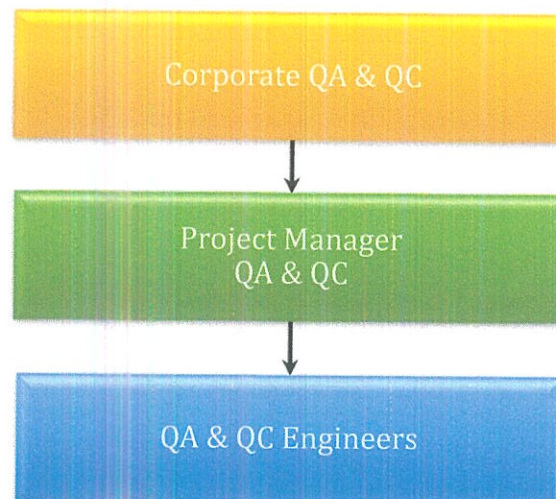 Corporate QA & QC
Project Manager
QA & QC
QA & QC Engineers